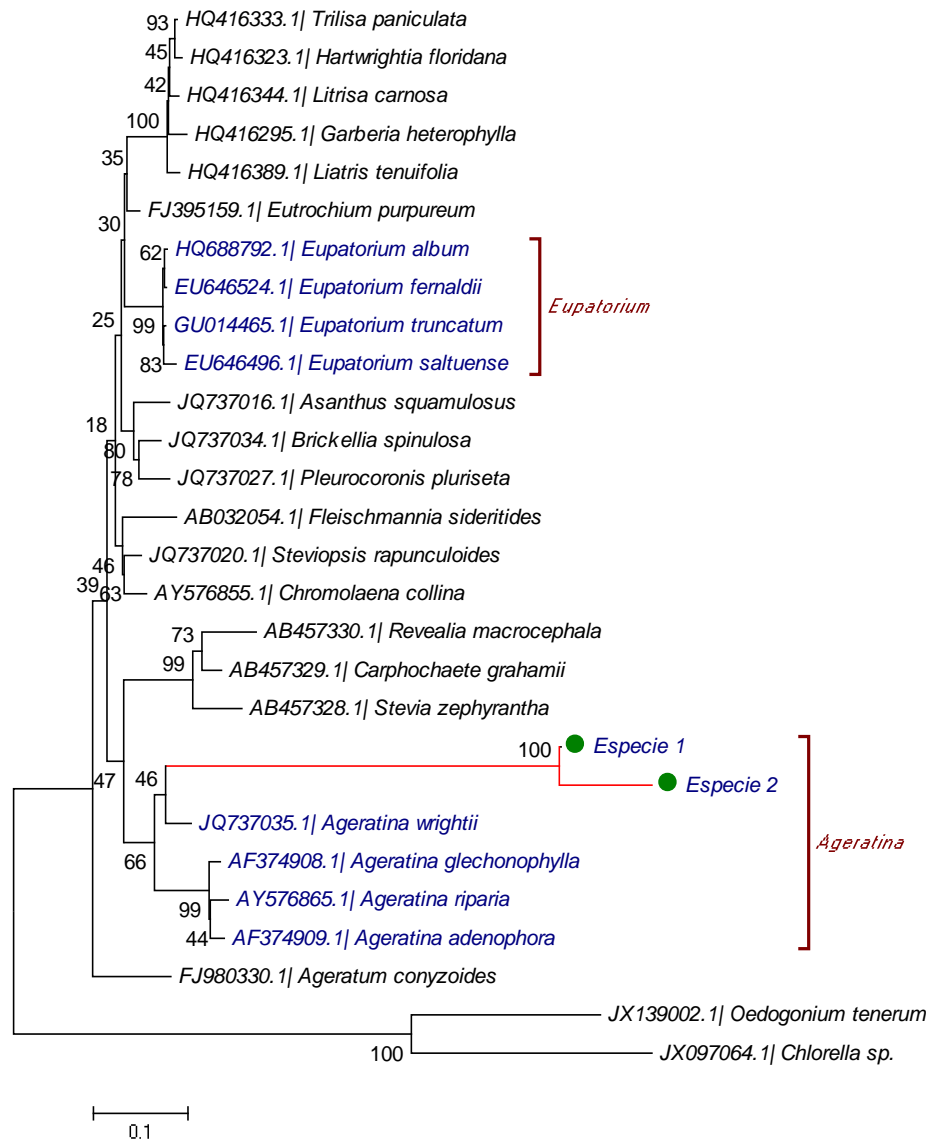 HQ416333.1| Trilisa paniculata
93
HQ416323.1| Hartwrightia floridana
45
HQ416344.1| Litrisa carnosa
42
HQ416295.1| Garberia heterophylla
100
HQ416389.1| Liatris tenuifolia
35
FJ395159.1| Eutrochium purpureum
30
HQ688792.1| Eupatorium album
62
EU646524.1| Eupatorium fernaldii
Eupatorium
GU014465.1| Eupatorium truncatum
25
99
EU646496.1| Eupatorium saltuense
83
JQ737016.1| Asanthus squamulosus
18
JQ737034.1| Brickellia spinulosa
80
JQ737027.1| Pleurocoronis pluriseta
78
AB032054.1| Fleischmannia sideritides
JQ737020.1| Steviopsis rapunculoides
46
39
63
AY576855.1| Chromolaena collina
AB457330.1| Revealia macrocephala
73
AB457329.1| Carphochaete grahamii
99
AB457328.1| Stevia zephyrantha
100
Especie 1
47
46
Especie 2
JQ737035.1| Ageratina wrightii
Ageratina
66
AF374908.1| Ageratina glechonophylla
AY576865.1| Ageratina riparia
99
44
AF374909.1| Ageratina adenophora
FJ980330.1| Ageratum conyzoides
JX139002.1| Oedogonium tenerum
100
JX097064.1| Chlorella sp.
0.1